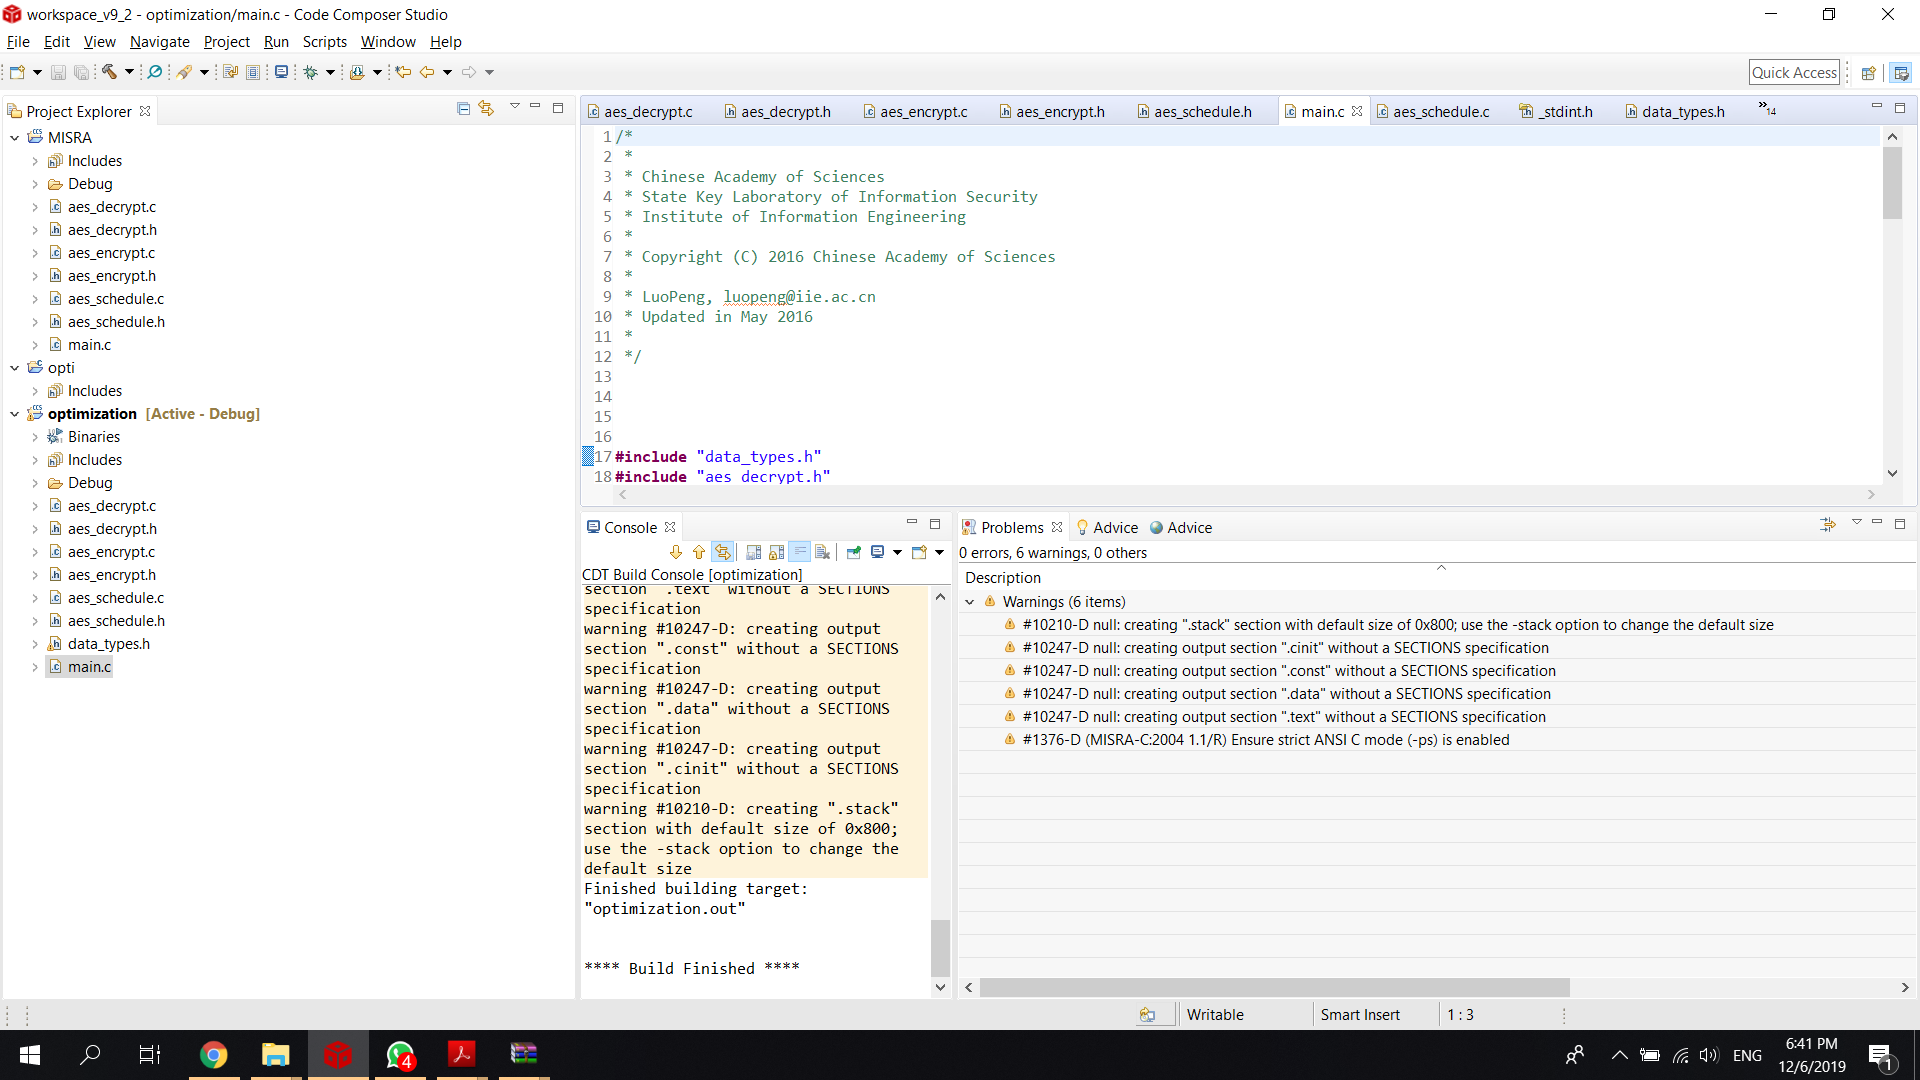 workspace_v9_2 - optimization/main.c - Code Composer Studio
File Edit View Navigate Project Run Scripts Window Help
Quick Access
Project Explorer
MISRA
Includes
Debug
aes_decrypt.c
aes_decrypt.h
aes_encrypt.c
aes_encrypt.h
aes_schedule.c
aes_schedule.h
main.c
opti
Includes
optimization [Active - Debug]
Binaries
Includes
Debug
aes_decrypt.c
aes_decrypt.h
aes_encrypt.c
aes_encrypt.h
aes_schedule.c
aes_schedule.h
data_types.h
main.c
aes_decrypt.c aes_decrypt.h aes_encrypt.c aes_encrypt.h aes_schedule.h main.c aes_schedule.c _stdint.h data_types.h »14
1 /*
2 *
3 * Chinese Academy of Sciences
4 * State Key Laboratory of Information Security
5 * Institute of Information Engineering
6 *
7 * Copyright (C) 2016 Chinese Academy of Sciences
8 *
9 * LuoPeng, luopeng@iie.ac.cn
10 * Updated in May 2016
11 *
12 */
13
14
15
16
17 #include "data_types.h"
18 #include "aes_decrypt.h"
Console
CDT Build Console [optimization]
section ".text" without a SECTIONS
specification
warning #10247-D: creating output
section ".const" without a SECTIONS
specification
warning #10247-D: creating output
section ".data" without a SECTIONS
specification
warning #10247-D: creating output
section ".cinit" without a SECTIONS
specification
warning #10210-D: creating ".stack"
section with default size of 0x800;
use the -stack option to change the
default size
Finished building target:
"optimization.out"
**** Build Finished ****
Problems Advice Advice
0 errors, 6 warnings, 0 others
Description
Warnings (6 items)
#10210-D null: creating ".stack" section with default size of 0x800; use the -stack option to change the default size
#10247-D null: creating output section ".cinit" without a SECTIONS specification
#10247-D null: creating output section ".const" without a SECTIONS specification
#10247-D null: creating output section ".data" without a SECTIONS specification
#10247-D null: creating output section ".text" without a SECTIONS specification
#1376-D (MISRA-C:2004 1.1/R) Ensure strict ANSI C mode (-ps) is enabled
Writable Smart Insert 1 : 3
4
ENG
6:41 PM
12/6/2019
1